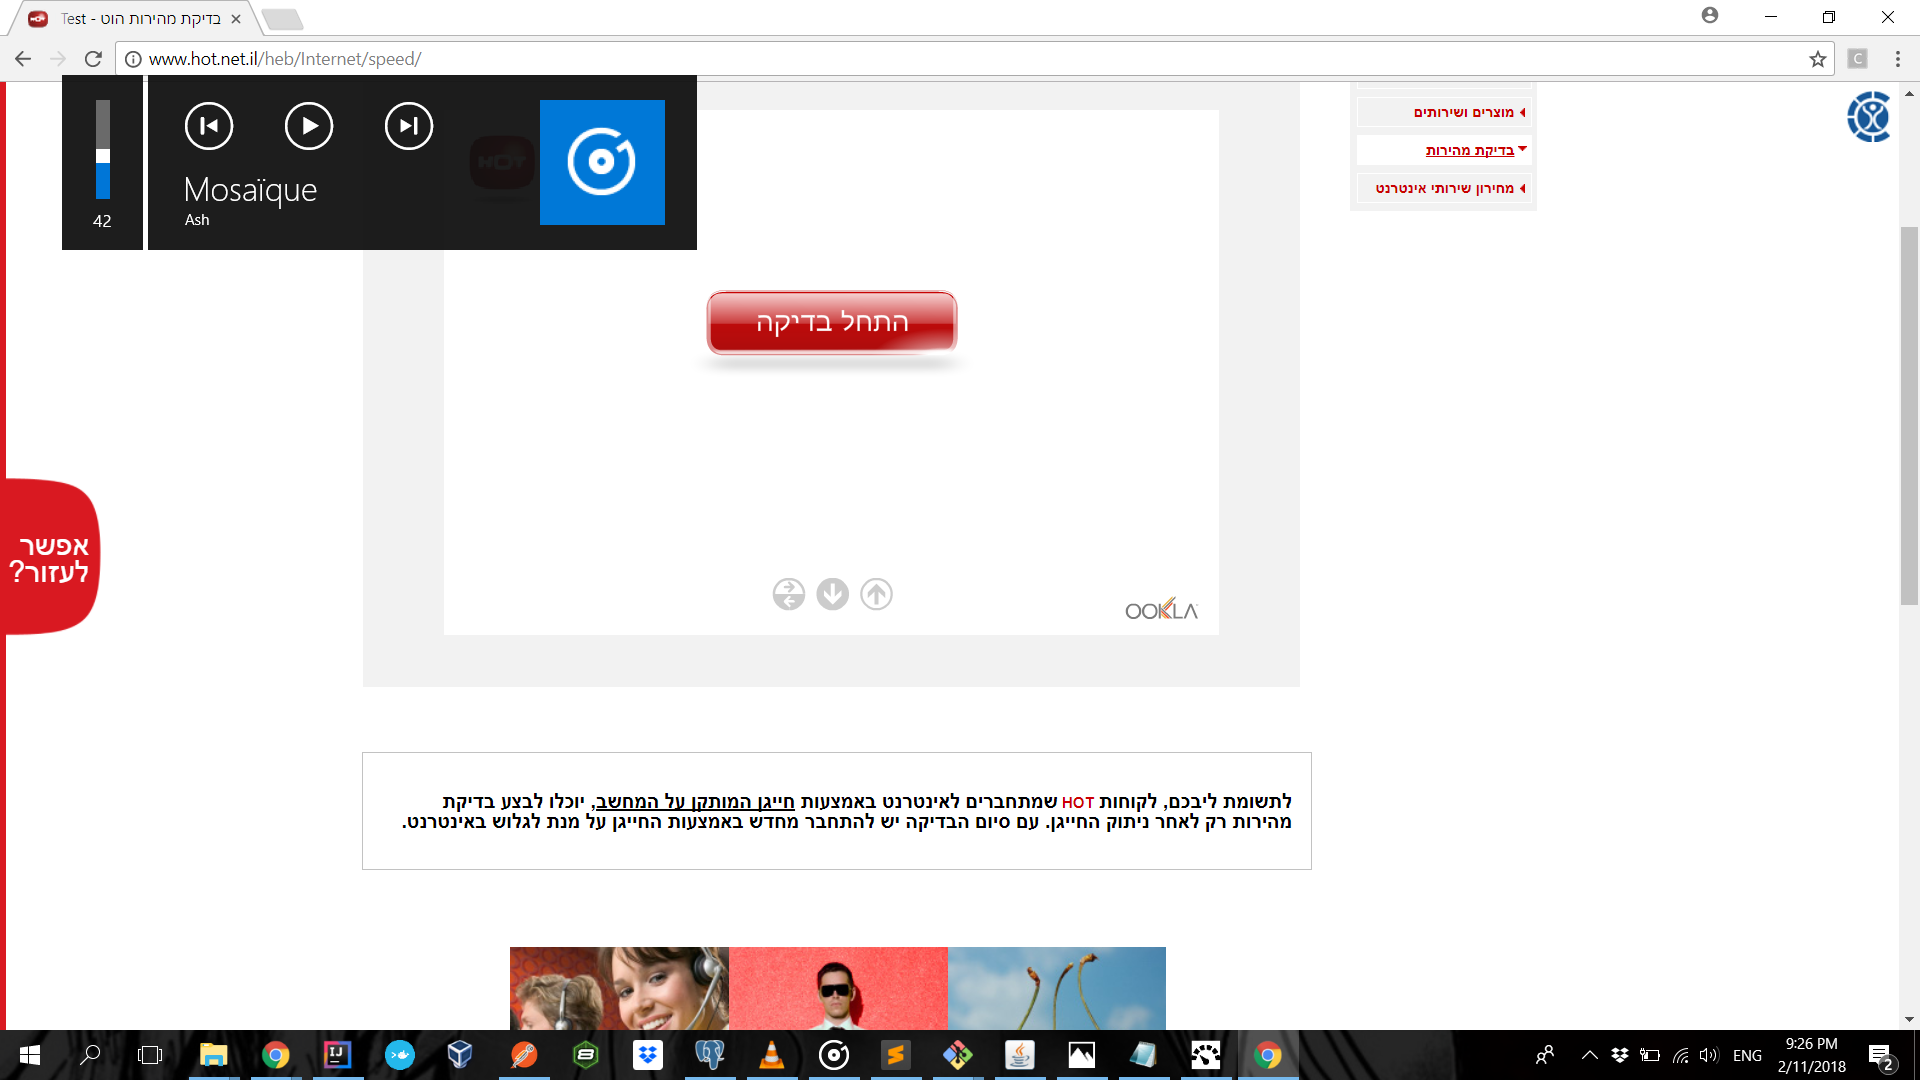 בדיקת מהירות הוט - Test
www.hot.net.il/heb/Internet/speed/
C
42
Mosaïque
Ash
HOT
מוצרים ושירותים
בדיקת מהירות
מחירון שירותי אינטרנט
התחל בדיקה
אפשר
לעזור?
OOKLA
לתשומת ליבכם, לקוחות HOT שמתחברים לאינטרנט באמצעות חייגן המותקן על המחשב, יוכלו לבצע בדיקת
מהירות רק לאחר ניתוק החייגן. עם סיום הבדיקה יש להתחבר מחדש באמצעות החייגן על מנת לגלוש באינטרנט.
IJ
8
ENG
9:26 PM
2/11/2018
2